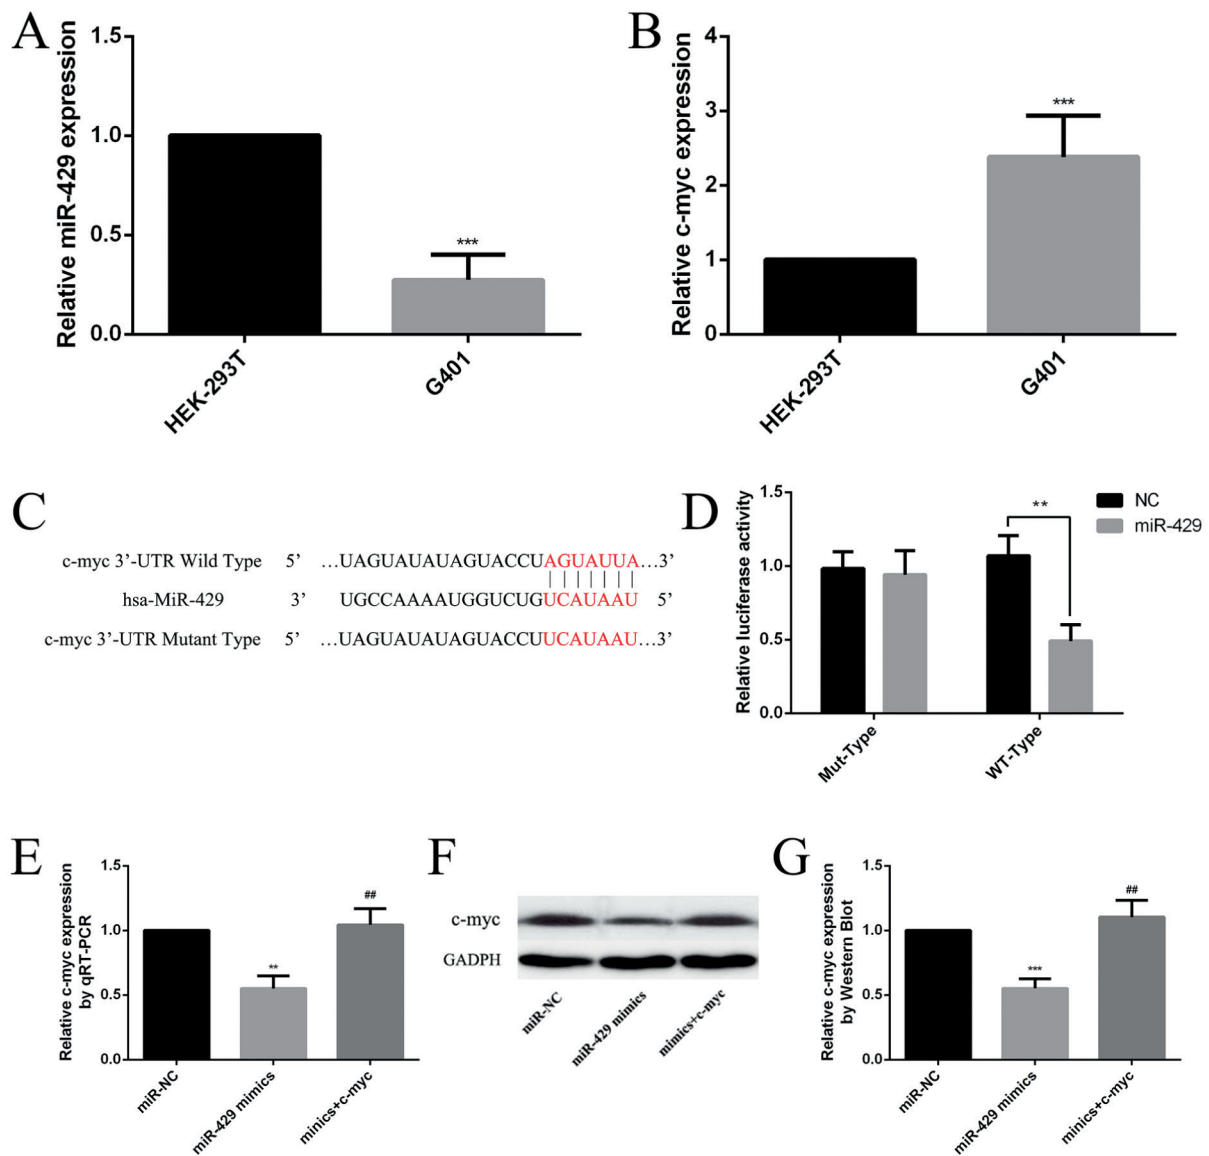 A
Relative miR-429 expression
1.5
1.0
0.5
0.0
***
HEK-293T
G401
B
Relative c-myc expression
4
3
2
1
0
***
HEK-293T
G401
C
c-myc 3’-UTR Wild Type 5’ …UAGUAUAUAGUACCUAGUAUUA…3’
hsa-MiR-429 3’ UGCCAAAAUGGUCUGUCAUAAU 5’
c-myc 3’-UTR Mutant Type 5’ …UAGUAUAUAGUACCUUCAUAAU…3’
D
Relative luciferase activity
1.5
1.0
0.5
0.0
**
NC
miR-429
Mut-Type
WT-Type
E
Relative c-myc expression
by qRT-PCR
1.5
1.0
0.5
0.0
**
##
miR-NC
miR-429 mimics
minics+c-myc
F
c-myc
GADPH
miR-NC
miR-429 mimics
mimics+c-myc
G
Relative c-myc expression
by Western Blot
1.5
1.0
0.5
0.0
***
##
miR-NC
miR-429 mimics
minics+c-myc